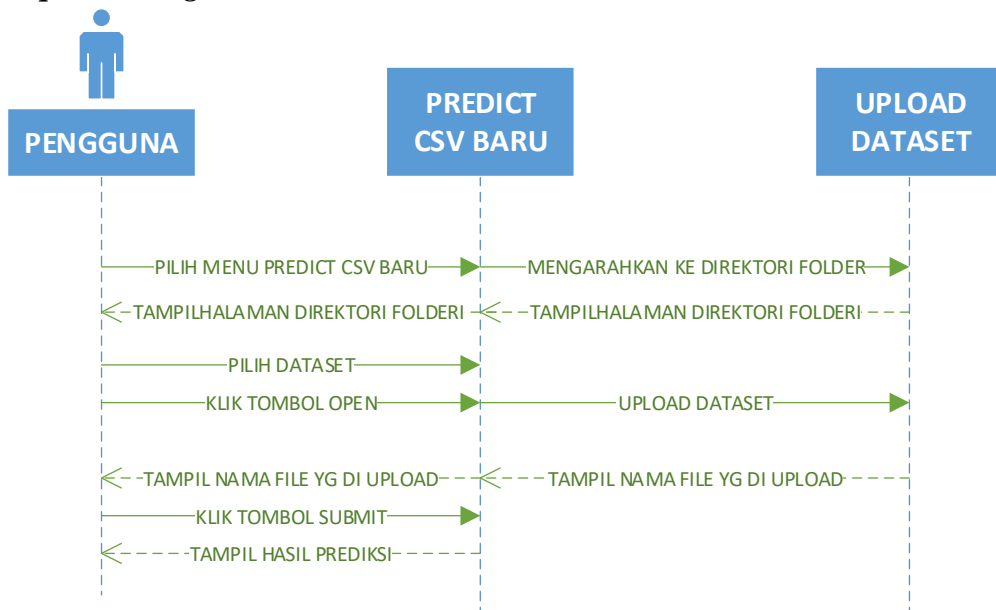 PENGGUNA
PREDICT
CSV BARU
UPLOAD
DATASET
PILIH MENU PREDICT CSV BARU
MENGARAHKAN KE DIREKTORI FOLDER
TAMPILHALAMAN DIREKTORI FOLDERI
TAMPILHALAMAN DIREKTORI FOLDERI
PILIH DATASET
KLIK TOMBOL OPEN
UPLOAD DATASET
TAMPIL NAMA FILE YG DI UPLOAD
TAMPIL NAMA FILE YG DI UPLOAD
KLIK TOMBOL SUBMIT
TAMPIL HASIL PREDIKSI